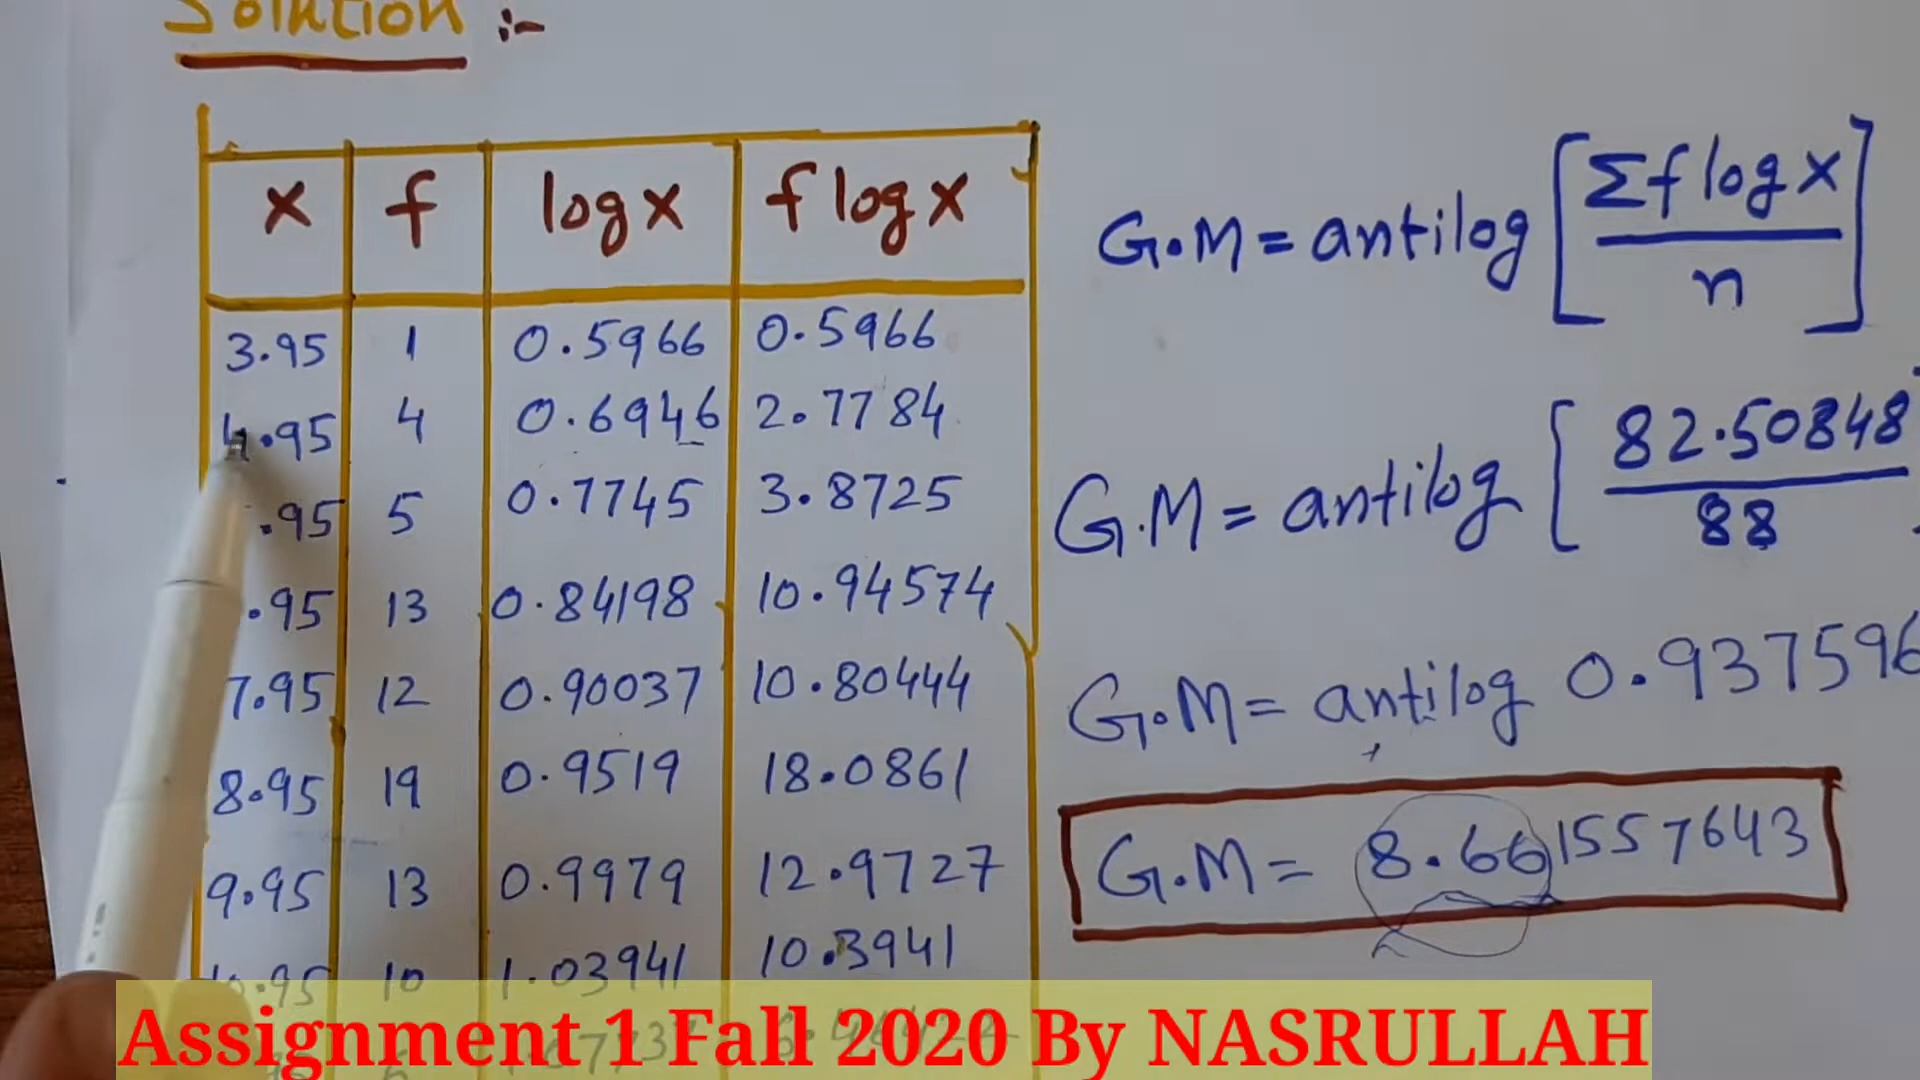 Solution :-
x f log x f log x
3.95 1 0.5966 0.5966
4.95 4 0.6946 2.7784
.95 5 0.7745 3.8725
.95 13 0.84198 10.94574
7.95 12 0.90037 10.80444
8.95 19 0.9519 18.0861
9.95 13 0.9979 12.9727
.95 10 1.03941 10.3941
G.M = antilog [Σf log x / n]
G.M = antilog [82.50848 / 88
G.M = antilog 0.937596
G.M = 8.661557643
Assignment 1 Fall 2020 By NASRULLAH